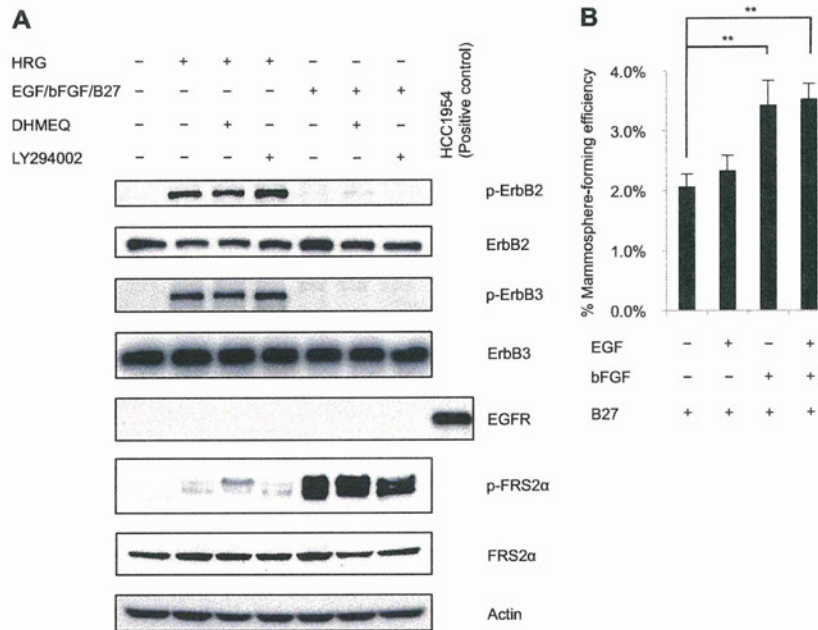 A
HRG − + + + − − −
EGF/bFGF/B27 − − − − + + +
DHMEQ − − + − − + −
LY294002 − − − + − − +
HCC1954
(Positive control)
p-ErbB2
ErbB2
p-ErbB3
ErbB3
EGFR
p-FRS2α
FRS2α
Actin
B
**
**
% Mammosphere-forming efficiency
4.0%
3.0%
2.0%
1.0%
0.0%
EGF − + − +
bFGF − − + +
B27 + + + +